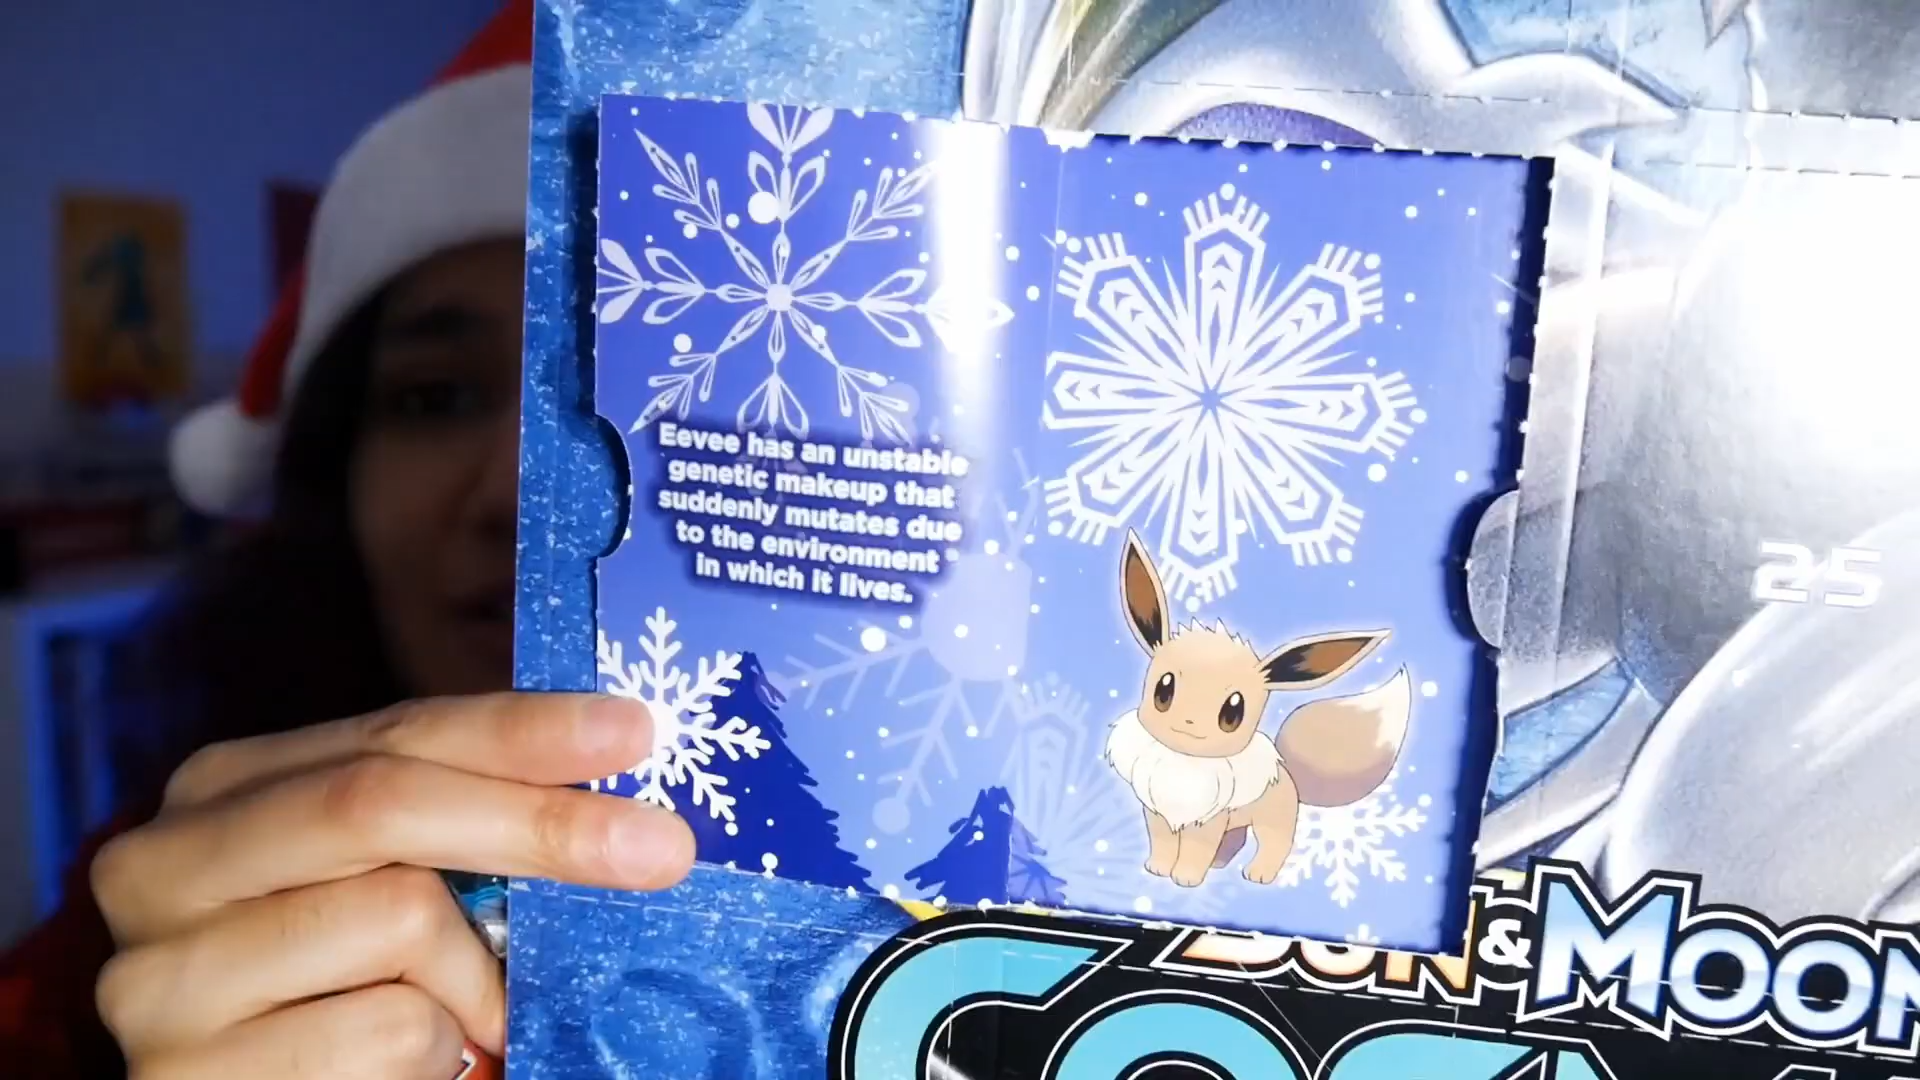 Eevee has an unstable
genetic makeup that
suddenly mutates due
to the environment
in which it lives.
25
SUN & MOON